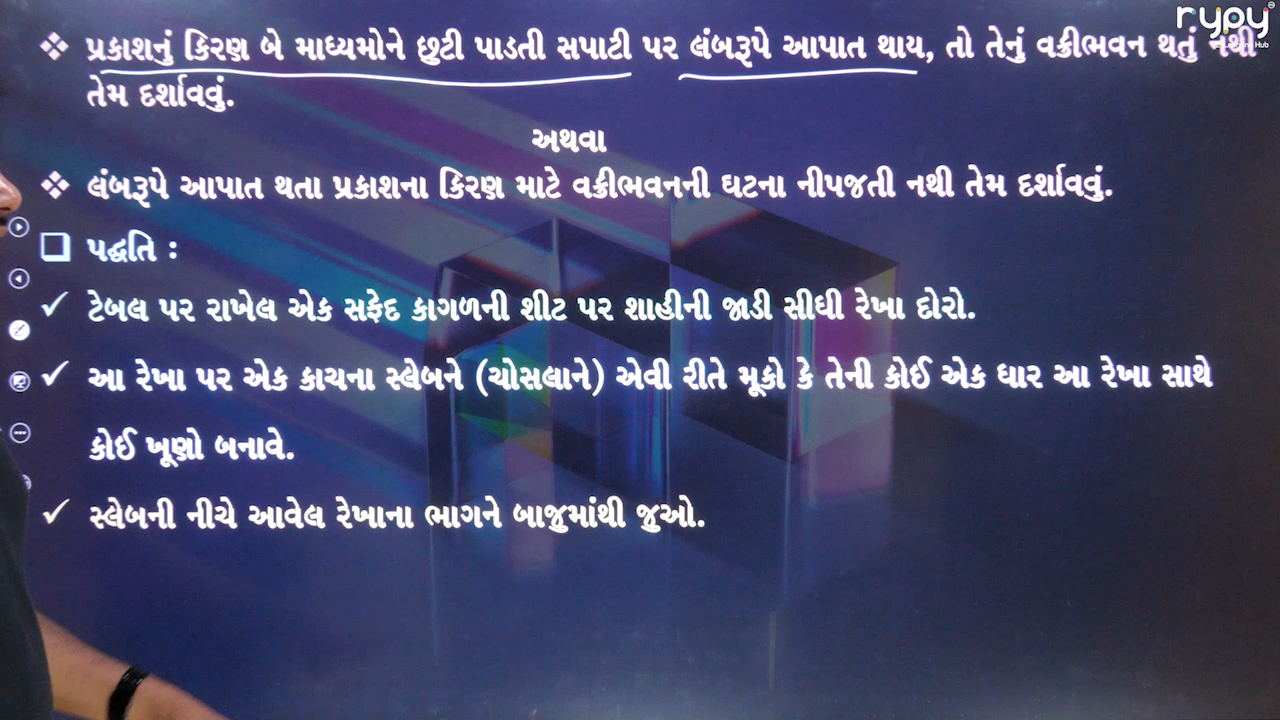 rypy
Hub
❖ પ્રકાશનું કિરણ બે માધ્યમોને છુટી પાડતી સપાટી પર લંબરૂપે આપાત થાય, તો તેનું વક્રીભવન થતું નથી
તેમ દર્શાવવું.
અથવા
❖ લંબરૂપે આપાત થતા પ્રકાશના કિરણ માટે વક્રીભવનની ઘટના નીપજતી નથી તેમ દર્શાવવું.
❑ પદ્ધતિ :
✓ ટેબલ પર રાખેલ એક સફેદ કાગળની શીટ પર શાહીની જાડી સીધી રેખા દોરો.
✓ આ રેખા પર એક કાચના સ્લેબને (ચોસલાને) એવી રીતે મૂકો કે તેની કોઈ એક ધાર આ રેખા સાથે
કોઈ ખૂણો બનાવે.
✓ સ્લેબની નીચે આવેલ રેખાના ભાગને બાજુમાંથી જુઓ.